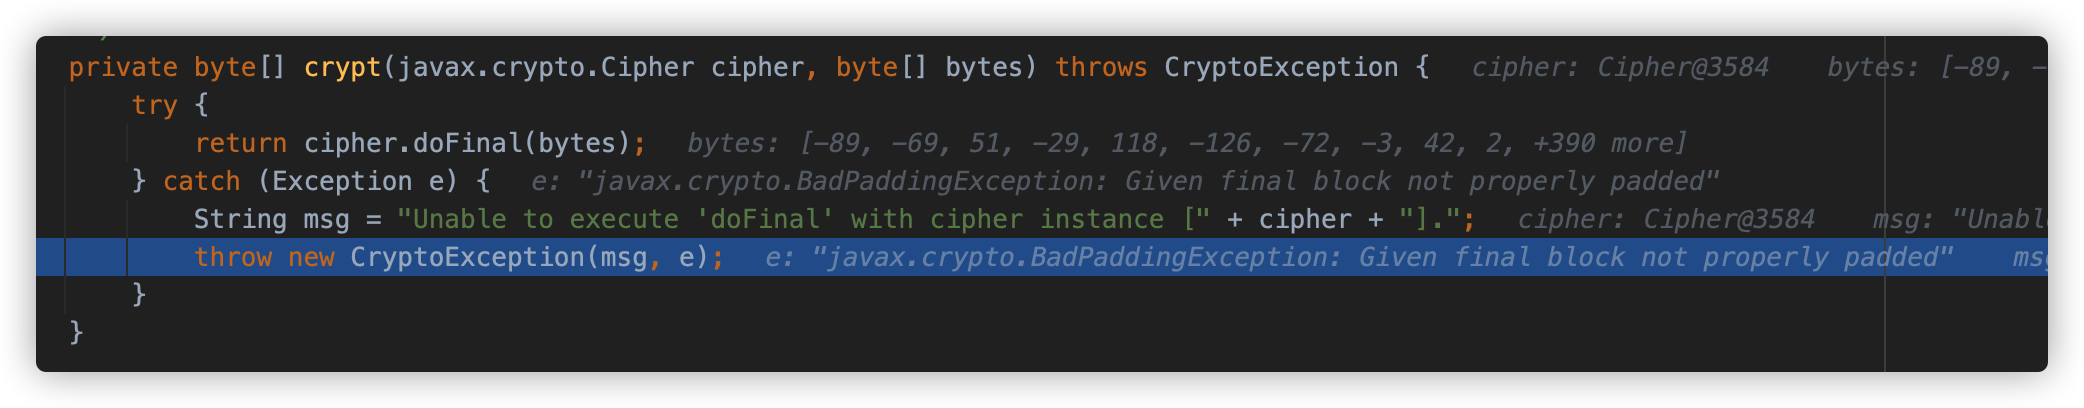 private byte[] crypt(javax.crypto.Cipher cipher, byte[] bytes) throws CryptoException {   cipher: Cipher@3584    bytes: [-89, -
try {
return cipher.doFinal(bytes);   bytes: [-89, -69, 51, -29, 118, -126, -72, -3, 42, 2, +390 more]
} catch (Exception e) {   e: "javax.crypto.BadPaddingException: Given final block not properly padded"
String msg = "Unable to execute 'doFinal' with cipher instance [" + cipher + "].";   cipher: Cipher@3584    msg: "Unabl
throw new CryptoException(msg, e);   e: "javax.crypto.BadPaddingException: Given final block not properly padded"    msg
}
}